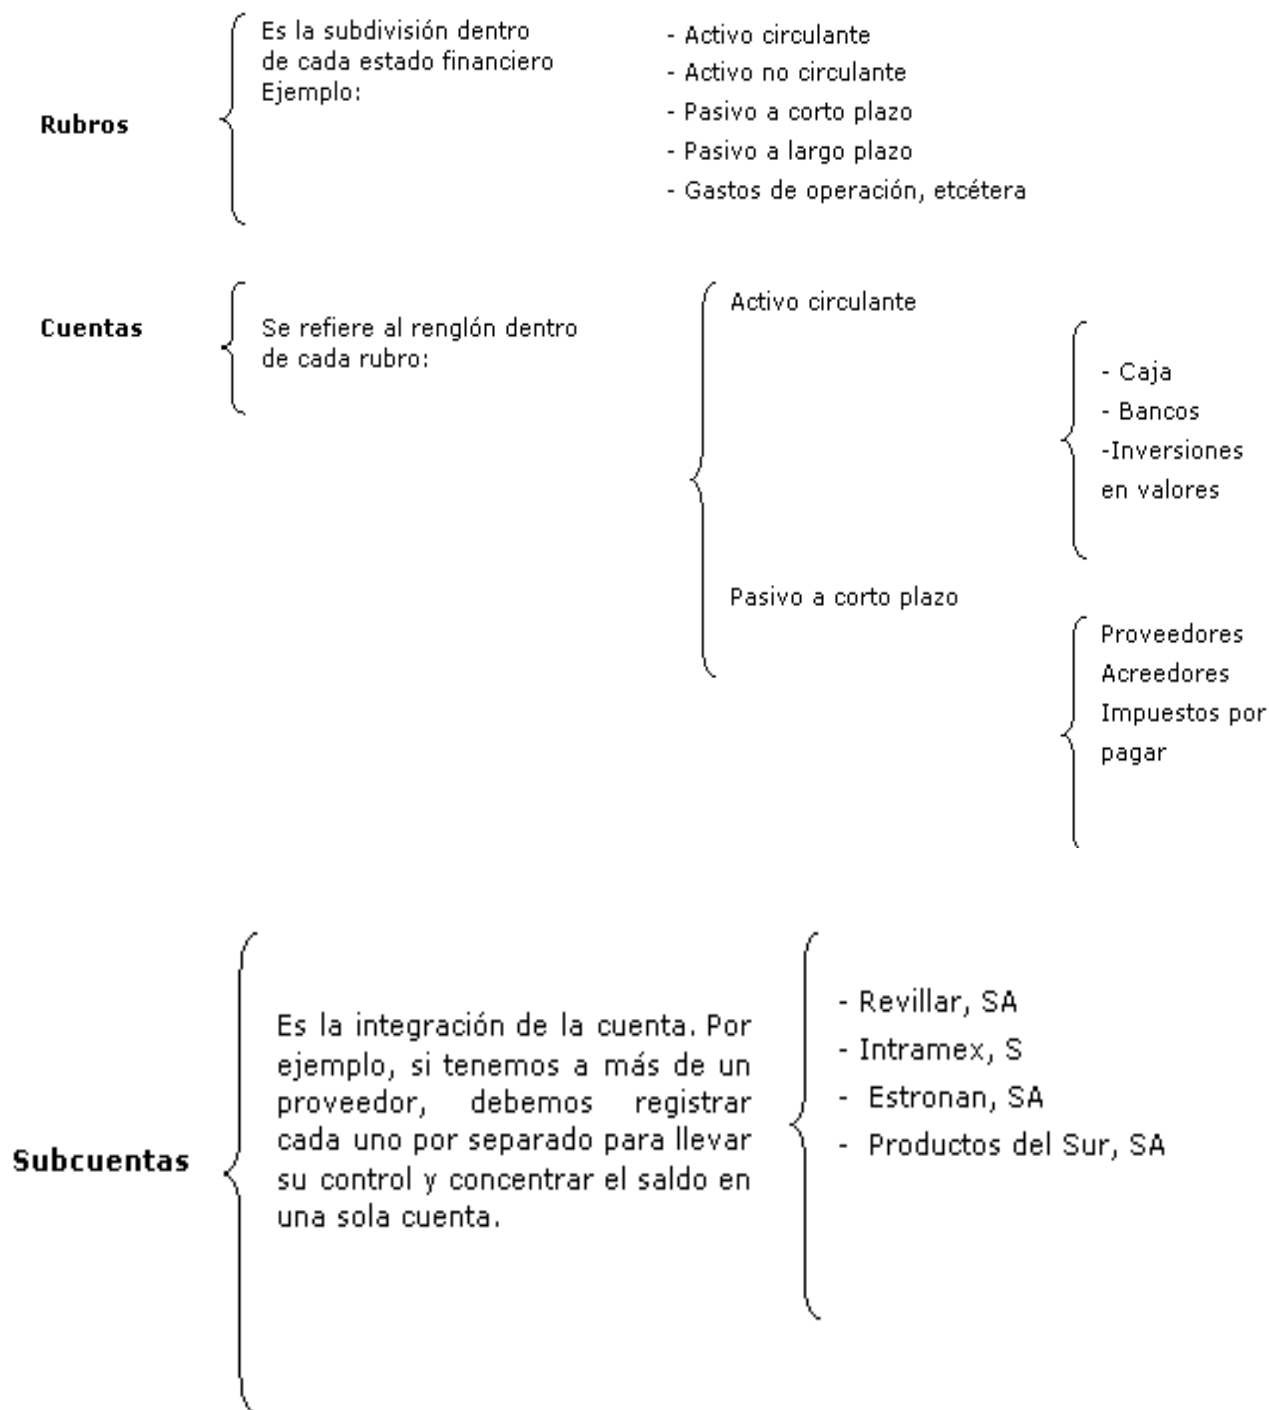 Rubros
Es la subdivisión dentro
de cada estado financiero
Ejemplo:
- Activo circulante
- Activo no circulante
- Pasivo a corto plazo
- Pasivo a largo plazo
- Gastos de operación, etcétera
Cuentas
Se refiere al renglón dentro
de cada rubro:
Activo circulante
- Caja
- Bancos
-Inversiones
en valores
Pasivo a corto plazo
Proveedores
Acreedores
Impuestos por
pagar
Subcuentas
Es la integración de la cuenta. Por
ejemplo, si tenemos a más de un
proveedor, debemos registrar
cada uno por separado para llevar
su control y concentrar el saldo en
una sola cuenta.
- Revillar, SA
- Intramex, S
- Estronan, SA
- Productos del Sur, SA